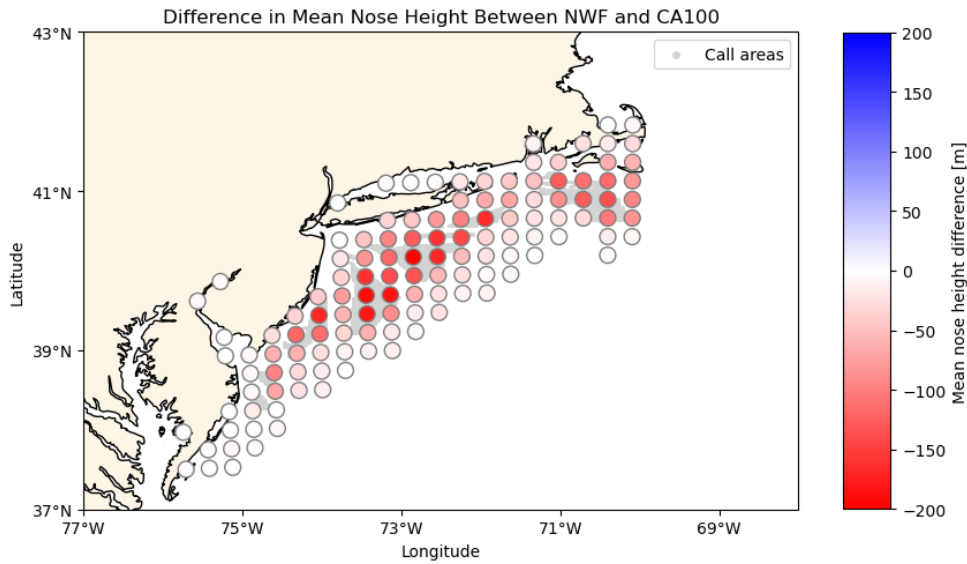 Difference in Mean Nose Height Between NWF and CA100
43°N
41°N
39°N
37°N
77°W
75°W
73°W
71°W
69°W
Latitude
Longitude
Call areas
200
150
100
50
0
−50
−100
−150
−200
Mean nose height difference [m]